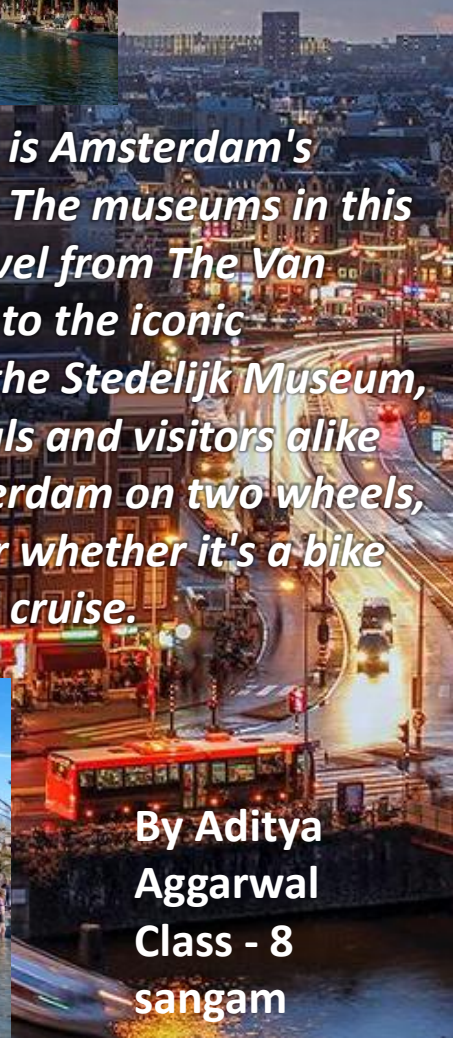 is Amsterdam's
The museums in this
vel from The Van
to the iconic
the Stedelijk Museum,
ls and visitors alike
erdam on two wheels,
r whether it's a bike
cruise.
By Aditya
Aggarwal
Class - 8
sangam